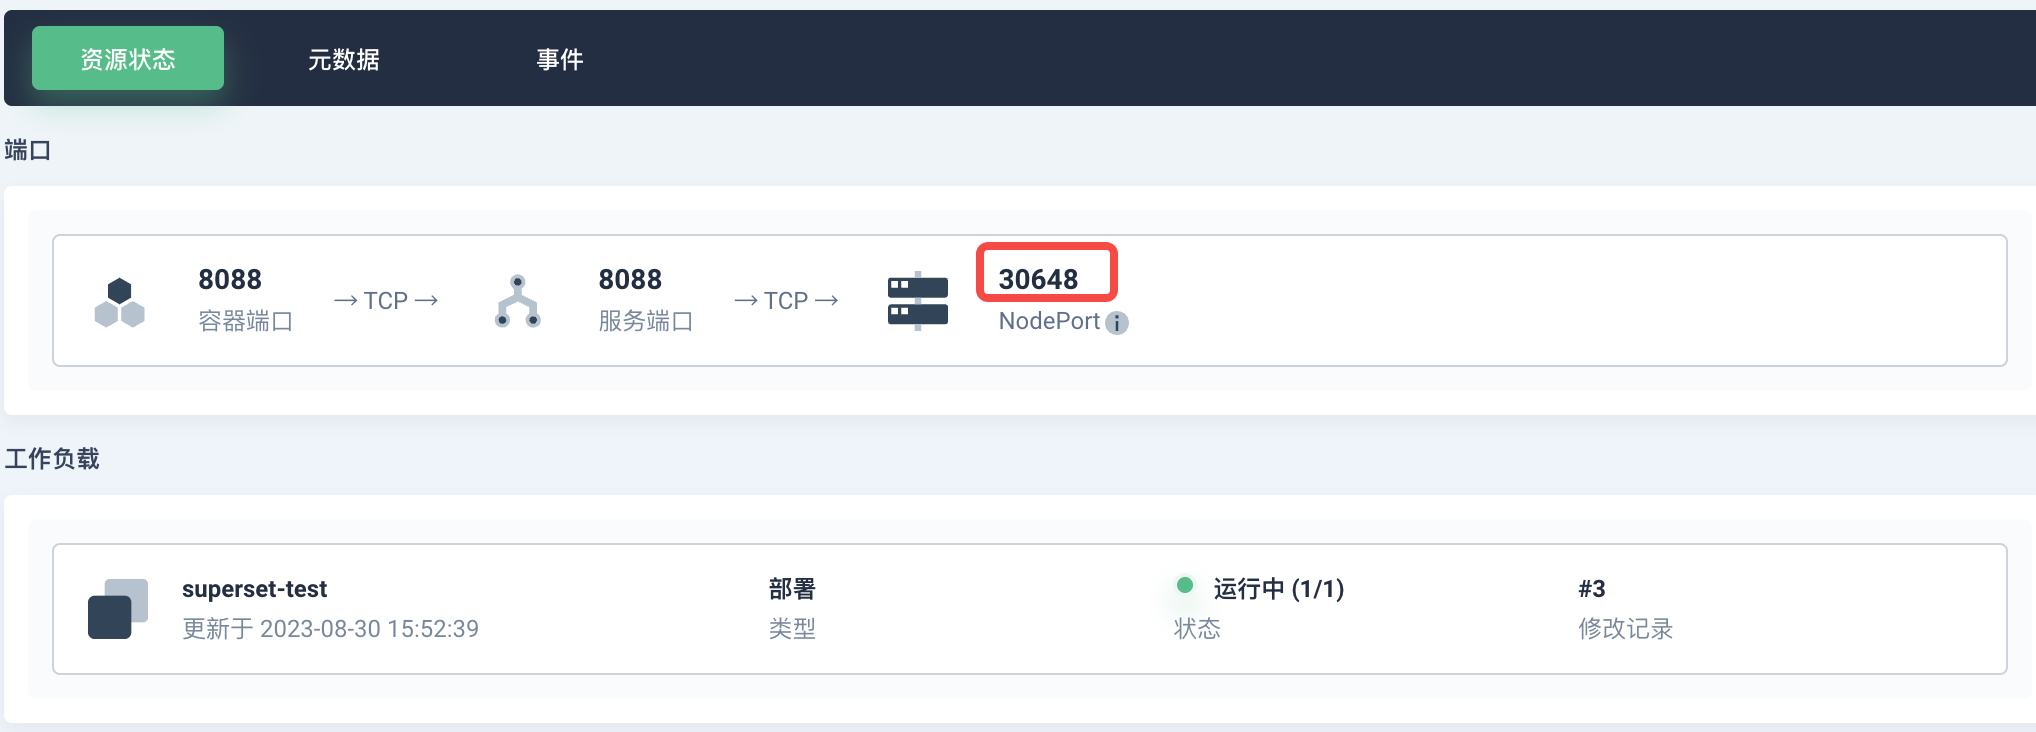 资源状态 元数据 事件
端口
8088 → TCP → 8088 → TCP → 30648
容器端口 服务端口 NodePort i
工作负载
superset-test 部署 运行中 (1/1) #3
更新于 2023-08-30 15:52:39 类型 状态 修改记录